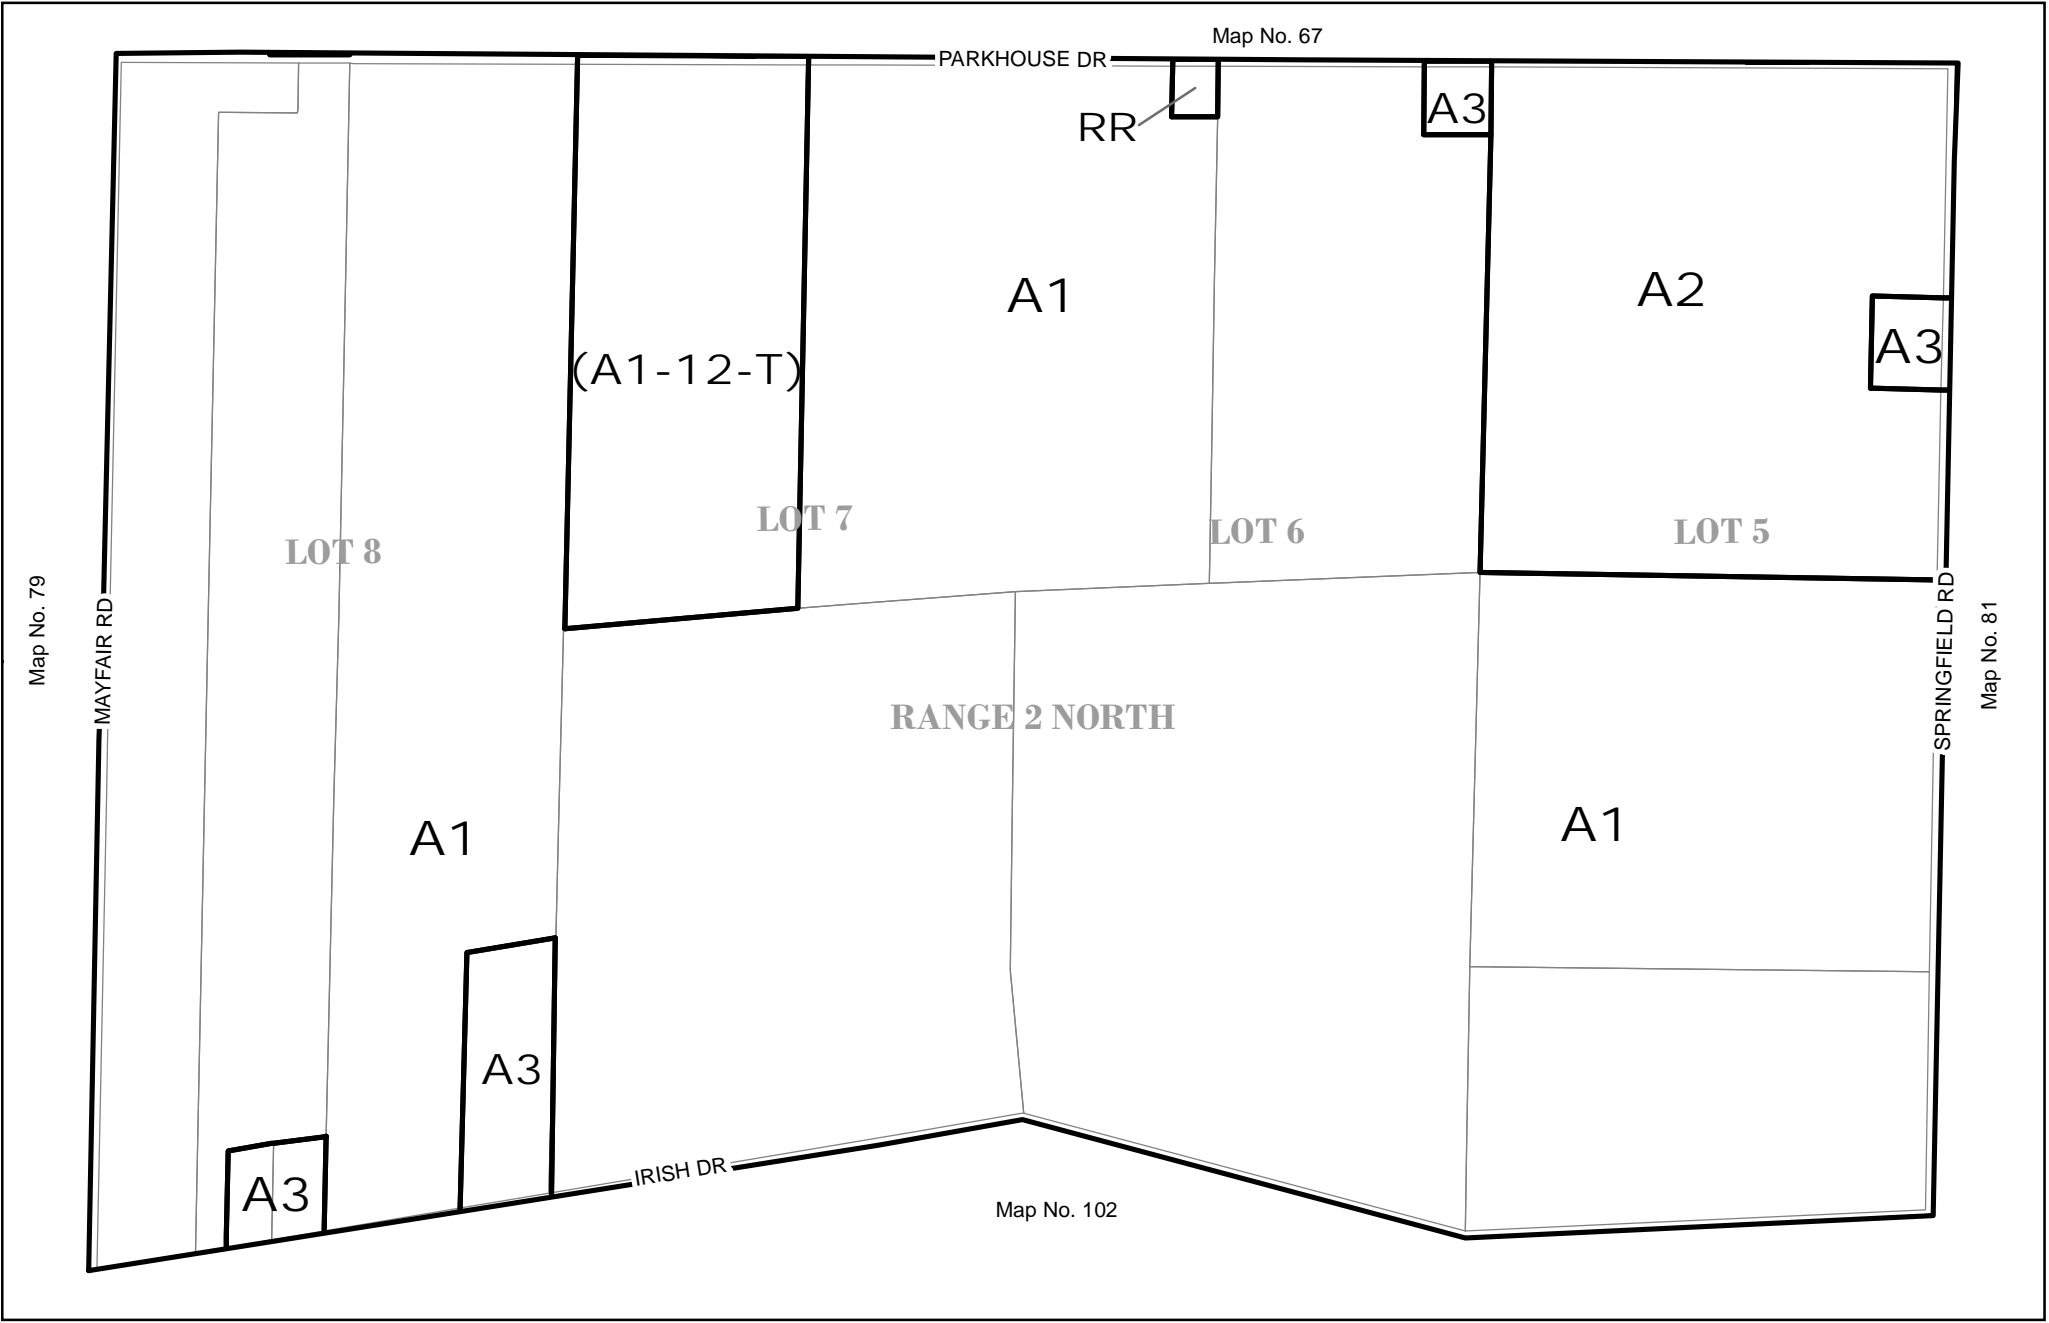 Map No. 67
PARKHOUSE DR
A3
RR
A2
A1
A3
(A1-12-T)
LOT 7
LOT 6
LOT 5
LOT 8
Map No. 79
MAYFAIR RD
SPRINGFIELD RD
Map No. 81
RANGE 2 NORTH
A1
A1
A3
IRISH DR
A3
Map No. 102